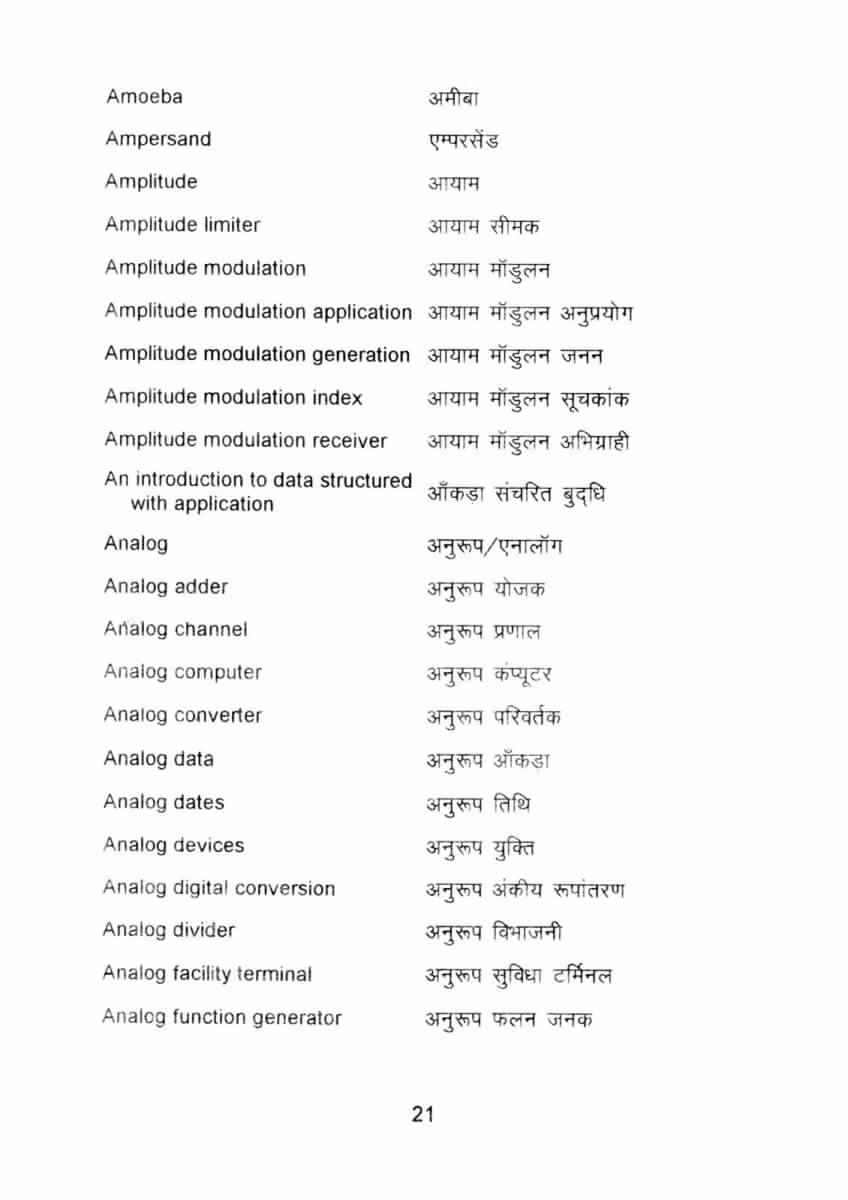 Amoeba अमीबा
Ampersand एम्परसेंड
Amplitude आयाम
Amplitude limiter आयाम सीमक
Amplitude modulation आयाम मॉडुलन
Amplitude modulation application आयाम मॉडुलन अनुप्रयोग
Amplitude modulation generation आयाम मॉडुलन जनन
Amplitude modulation index आयाम मॉडुलन सूचकांक
Amplitude modulation receiver आयाम मॉडुलन अभिग्राही
An introduction to data structured
with application आँकड़ा संचरित बुद्धि
Analog अनुरूप/एनालॉग
Analog adder अनुरूप योजक
Analog channel अनुरूप प्रणाल
Analog computer अनुरूप कंप्यूटर
Analog converter अनुरूप परिवर्तक
Analog data अनुरूप आँकड़ा
Analog dates अनुरूप तिथि
Analog devices अनुरूप युक्ति
Analog digital conversion अनुरूप अंकीय रूपांतरण
Analog divider अनुरूप विभाजनी
Analog facility terminal अनुरूप सुविधा टर्मिनल
Analog function generator अनुरूप फलन जनक
21